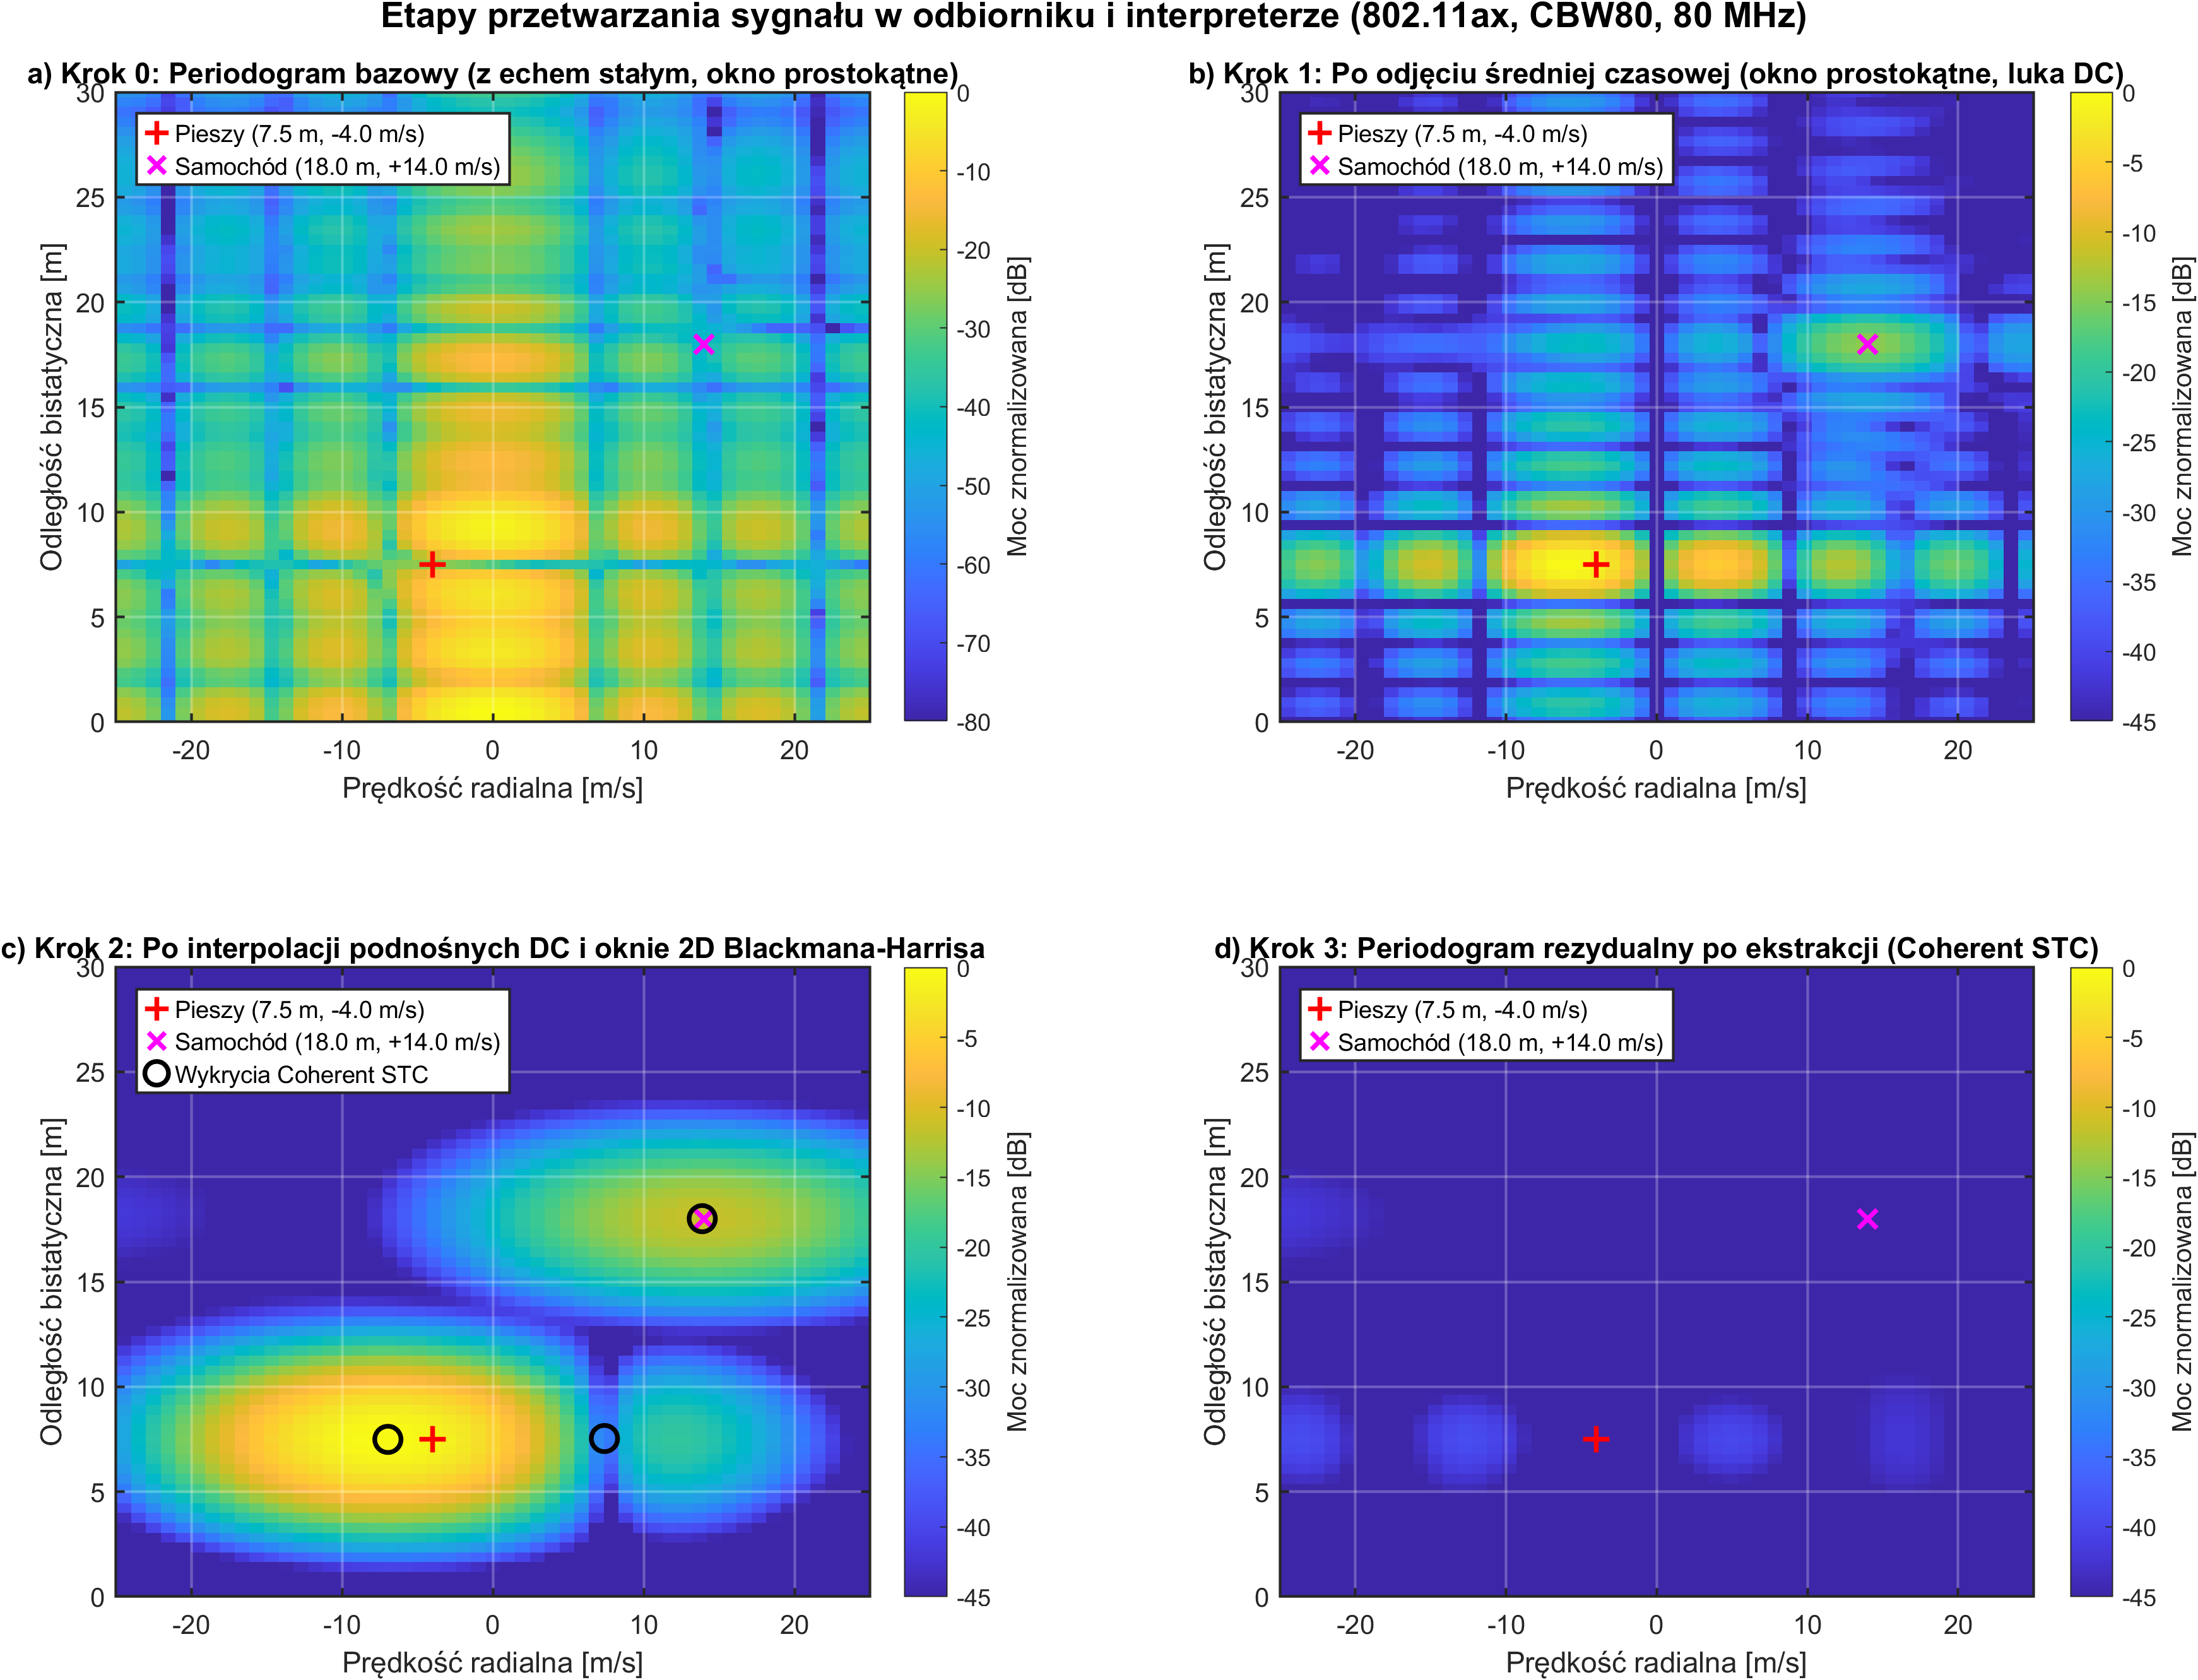 Etapy przetwarzania sygnału w odbiorniku i interpreterze (802.11ax, CBW80, 80 MHz)
a) Krok 0: Periodogram bazowy (z echem stałym, okno prostokątne)
Pieszy (7.5 m, -4.0 m/s)
Samochód (18.0 m, +14.0 m/s)
30
25
20
15
10
5
0
Odległość bistatyczna [m]
-20 -10 0 10 20
Prędkość radialna [m/s]
0
-10
-20
-30
-40
-50
-60
-70
-80
Moc znormalizowana [dB]
b) Krok 1: Po odjęciu średniej czasowej (okno prostokątne, luka DC)
Pieszy (7.5 m, -4.0 m/s)
Samochód (18.0 m, +14.0 m/s)
30
25
20
15
10
5
0
Odległość bistatyczna [m]
-20 -10 0 10 20
Prędkość radialna [m/s]
0
-5
-10
-15
-20
-25
-30
-35
-40
-45
Moc znormalizowana [dB]
c) Krok 2: Po interpolacji podnośnych DC i oknie 2D Blackmana-Harrisa
Pieszy (7.5 m, -4.0 m/s)
Samochód (18.0 m, +14.0 m/s)
Wykrycia Coherent STC
30
25
20
15
10
5
0
Odległość bistatyczna [m]
-20 -10 0 10 20
Prędkość radialna [m/s]
0
-5
-10
-15
-20
-25
-30
-35
-40
-45
Moc znormalizowana [dB]
d) Krok 3: Periodogram rezydualny po ekstrakcji (Coherent STC)
Pieszy (7.5 m, -4.0 m/s)
Samochód (18.0 m, +14.0 m/s)
30
25
20
15
10
5
0
Odległość bistatyczna [m]
-20 -10 0 10 20
Prędkość radialna [m/s]
0
-5
-10
-15
-20
-25
-30
-35
-40
-45
Moc znormalizowana [dB]